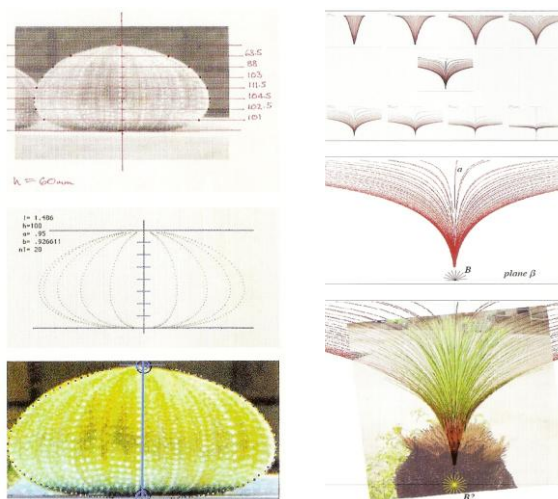 63.5
88
103
111.5
104.5
102.5
101
h = 60mm
l= 1.486
h=100
a= .95
b= .926611
n1= 20
a
B
plane β
B?